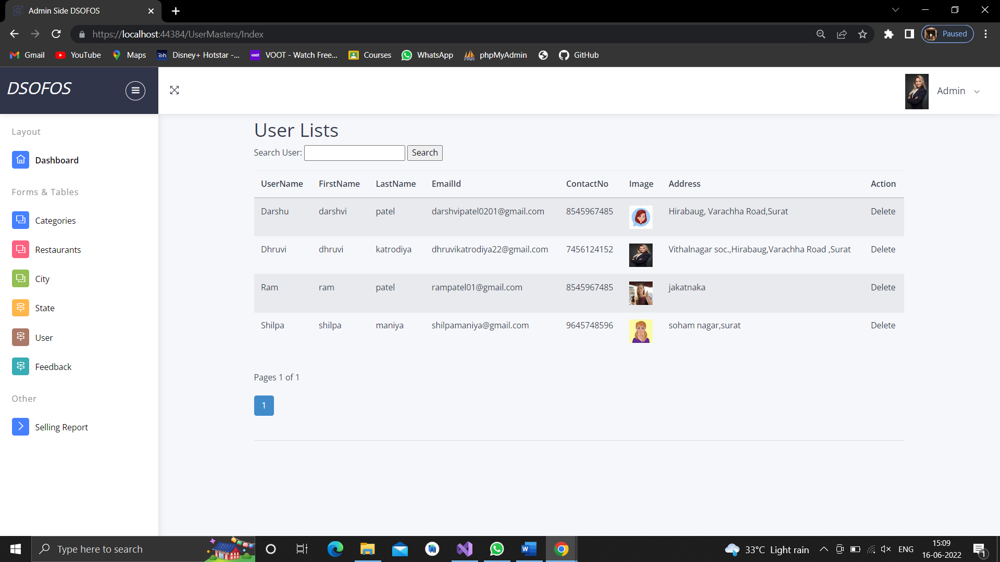 Admin Side DSOFOS
https://localhost:44384/UserMasters/Index
Paused
Gmail YouTube Maps Disney+ Hotstar -... VOOT - Watch Free... Courses WhatsApp phpMyAdmin GitHub
DSOFOS
Admin
Layout
Dashboard
Forms & Tables
Categories
Restaurants
City
State
User
Feedback
Other
Selling Report
User Lists
Search User: Search
UserName FirstName LastName EmailId ContactNo Image Address Action
Darshu darshvi patel darshvipatel0201@gmail.com 8545967485 Hirabaug, Varachha Road,Surat Delete
Dhruvi dhruvi katrodiya dhruvikatrodiya22@gmail.com 7456124152 Vithalnagar soc.,Hirabaug,Varachha Road ,Surat Delete
Ram ram patel rampatel01@gmail.com 8545967485 jakatnaka Delete
Shilpa shilpa maniya shilpamaniya@gmail.com 9645748596 soham nagar,surat Delete
Pages 1 of 1
1
Type here to search
33°C Light rain
ENG
15:09
16-06-2022
1